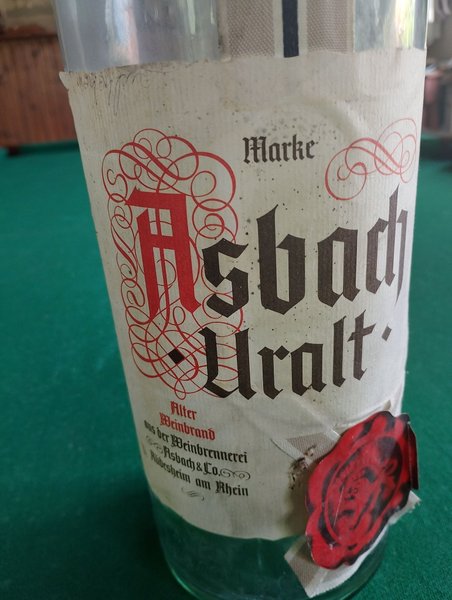 Marke
Asbach
· Uralt ·
Alter
Weinbrand
aus der Weinbrennerei
Asbach & Co.
Rüdesheim am Rhein